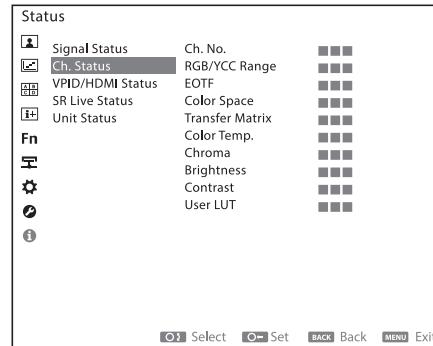 Status
Signal Status
Ch. Status
VPID/HDMI Status
SR Live Status
Unit Status
Ch. No.
RGB/YCC Range
EOTF
Color Space
Transfer Matrix
Color Temp.
Chroma
Brightness
Contrast
User LUT
A B
C D
i+
Fn
i
Select Set BACK Back MENU Exit